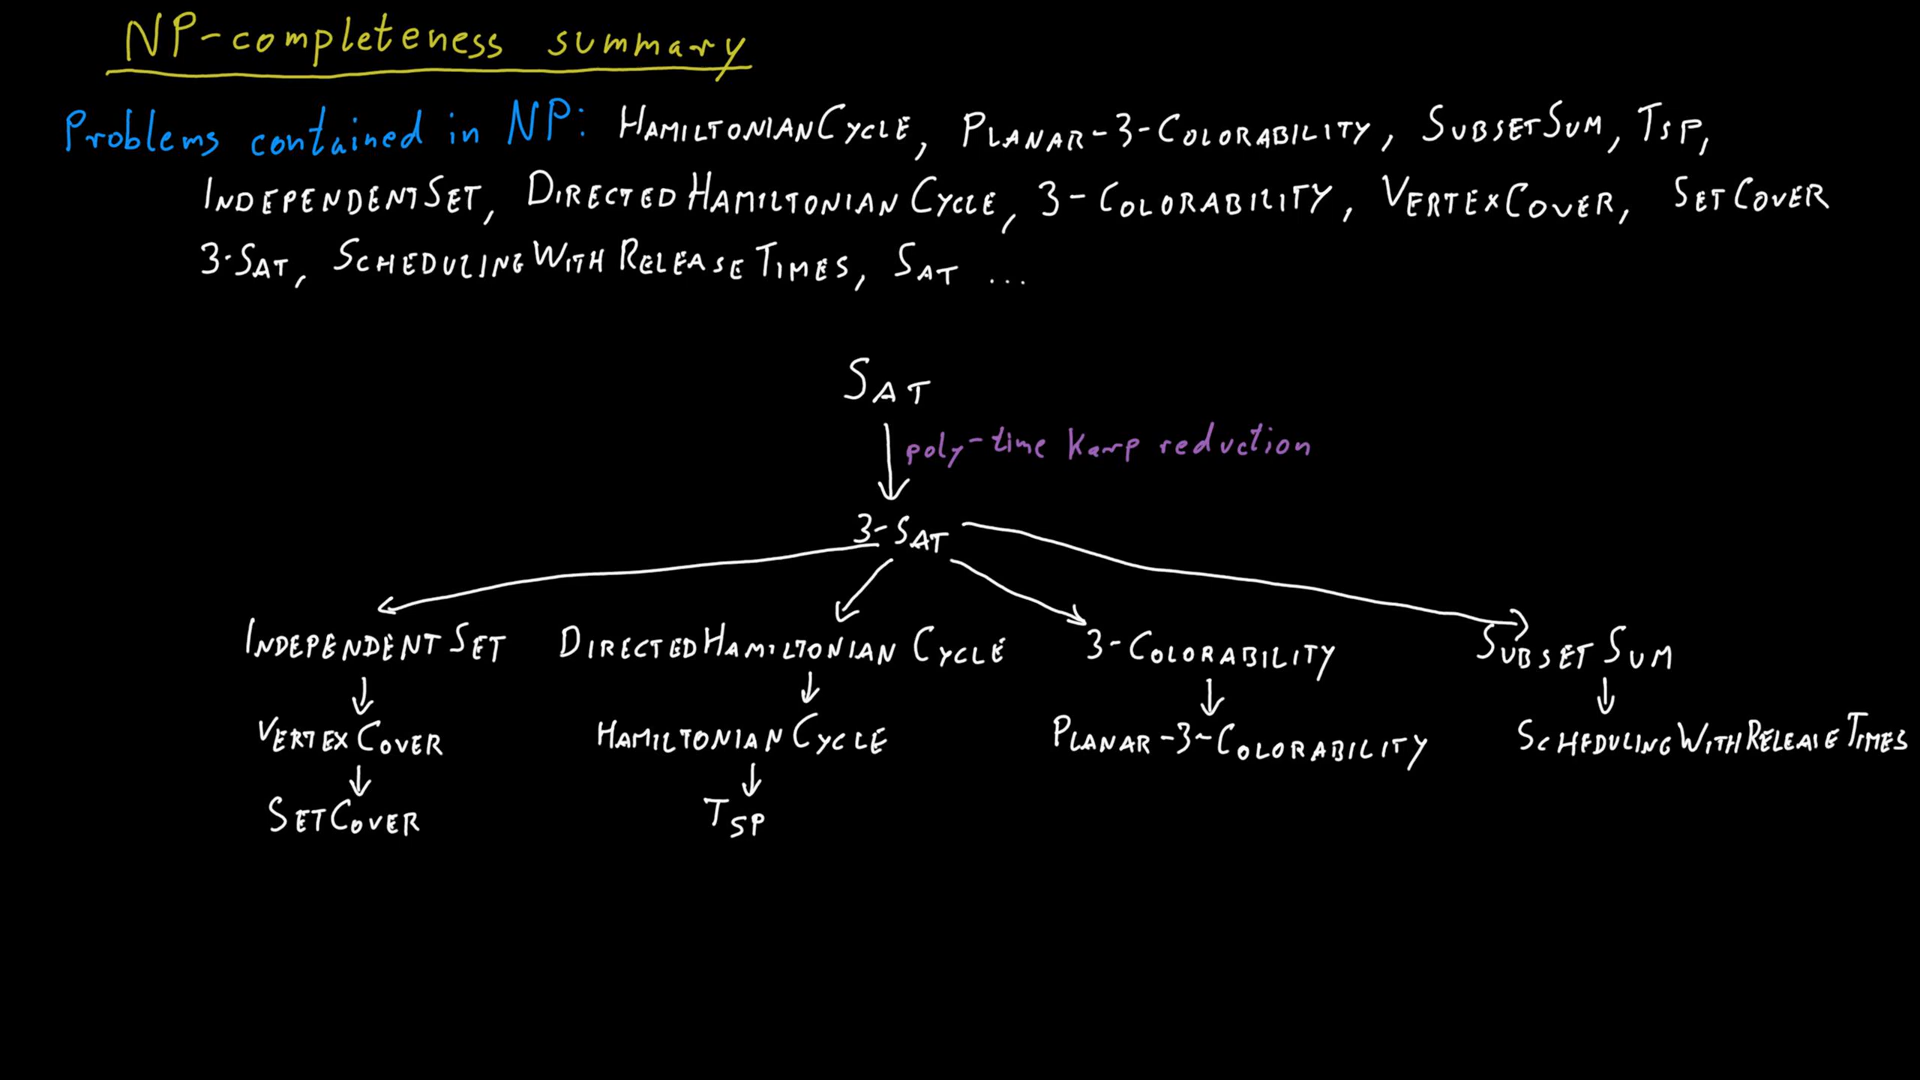 NP-completeness summary
Problems contained in NP: HAMILTONIANCYCLE, PLANAR-3-COLORABILITY, SUBSETSUM, TSP,
INDEPENDENTSET, DIRECTEDHAMILTONIANCYCLE, 3-COLORABILITY, VERTEXCOVER, SETCOVER
3-SAT, SCHEDULINGWITHRELEASETIMES, SAT ...
SAT
poly-time Karp reduction
3-SAT
INDEPENDENTSET DIRECTEDHAMILTONIANCYCLE 3-COLORABILITY SUBSETSUM
VERTEXCOVER HAMILTONIANCYCLE PLANAR-3-COLORABILITY SCHEDULINGWITHRELEASETIMES
SETCOVER TSP